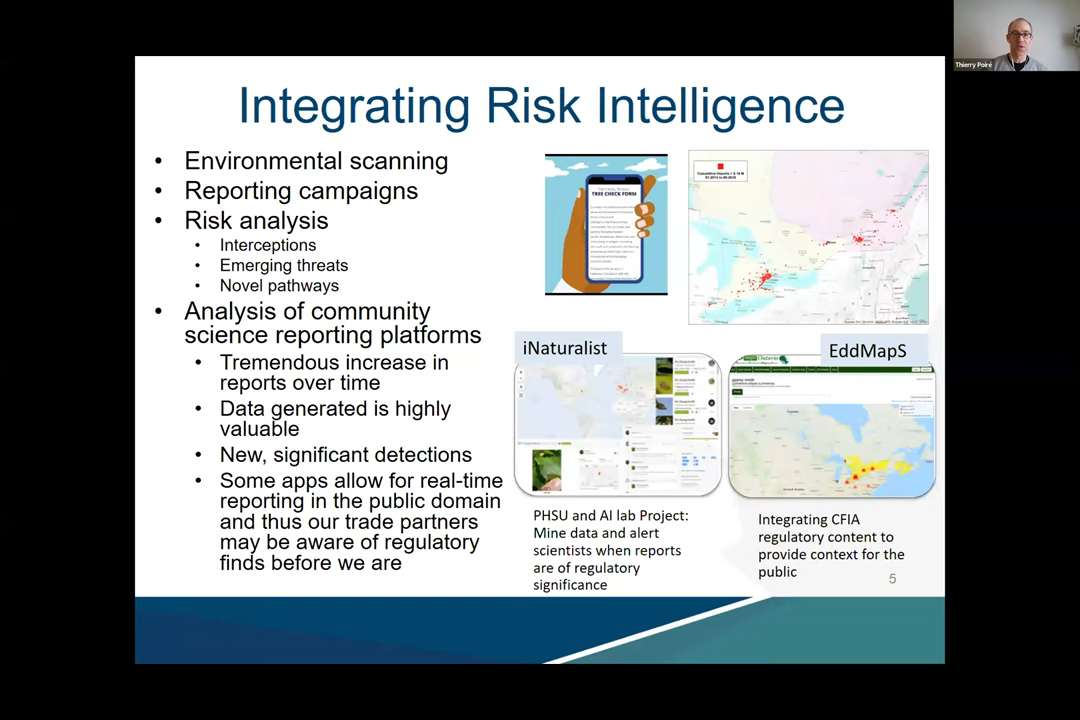 Thierry Poiré
Integrating Risk Intelligence
• Environmental scanning
• Reporting campaigns
• Risk analysis
• Interceptions
• Emerging threats
• Novel pathways
• Analysis of community
science reporting platforms
• Tremendous increase in
reports over time
• Data generated is highly
valuable
• New, significant detections
• Some apps allow for real-time
reporting in the public domain
and thus our trade partners
may be aware of regulatory
finds before we are
TREE CHECK FORM
iNaturalist
EddMapS
PHSU and AI lab Project:
Mine data and alert
scientists when reports
are of regulatory
significance
Integrating CFIA
regulatory content to
provide context for the
public
5